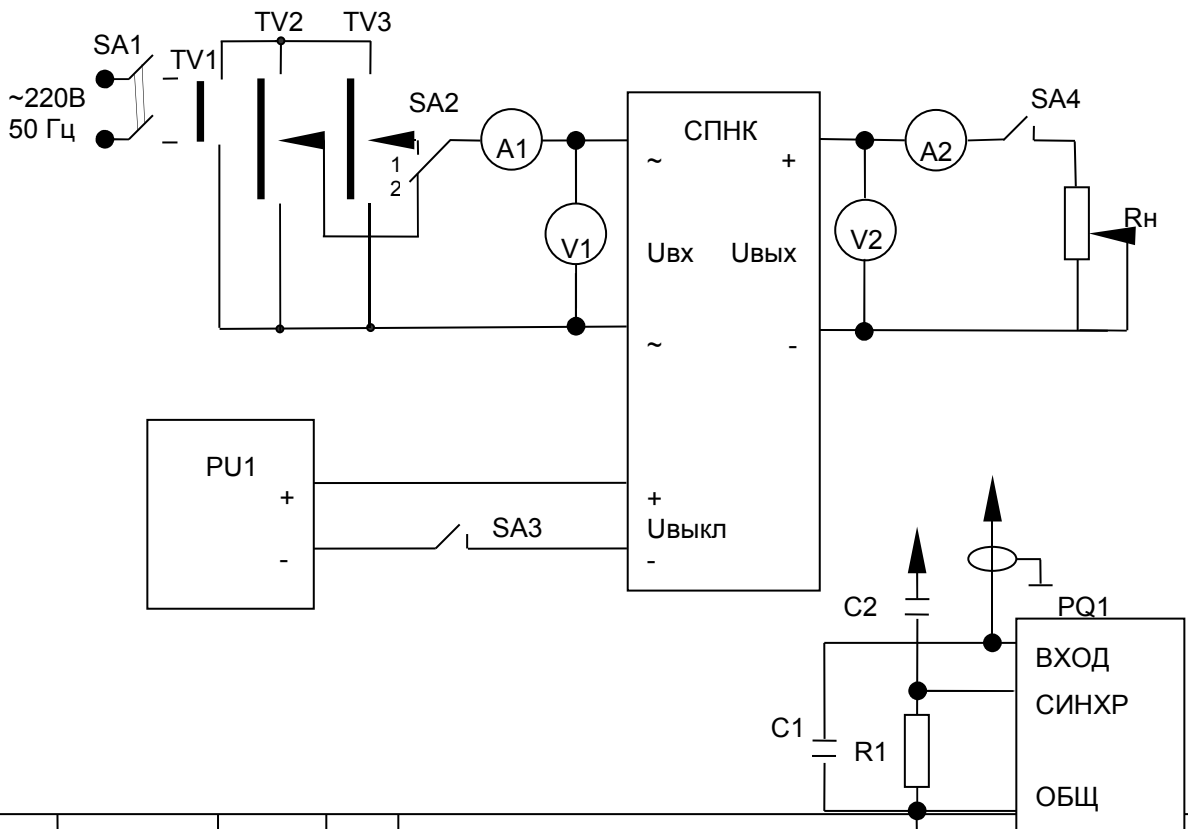 TV2
TV3
SA1
TV1
~220В
50 Гц
SA2
1
2
A1
V1
СПНК
~
+
Uвх
Uвых
~
-
A2
SA4
V2
Rн
PU1
+
-
SA3
+
Uвыкл
-
C2
PQ1
ВХОД
СИНХР
C1
R1
ОБЩ